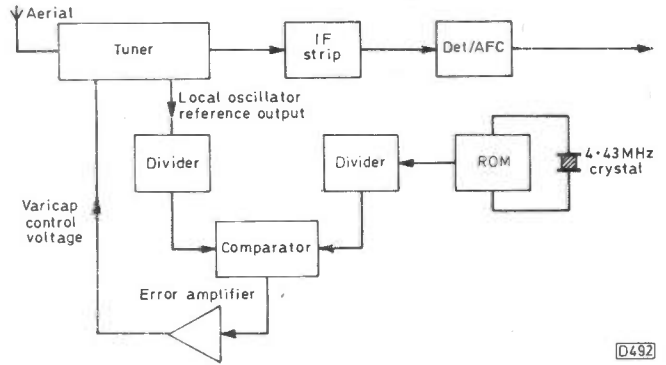 Aerial
Tuner
IF
strip
Det/AFC
Local oscillator
reference output
Divider
Divider
ROM
4·43MHz
crystal
Varicap
control
voltage
Comparator
Error amplifier
D492